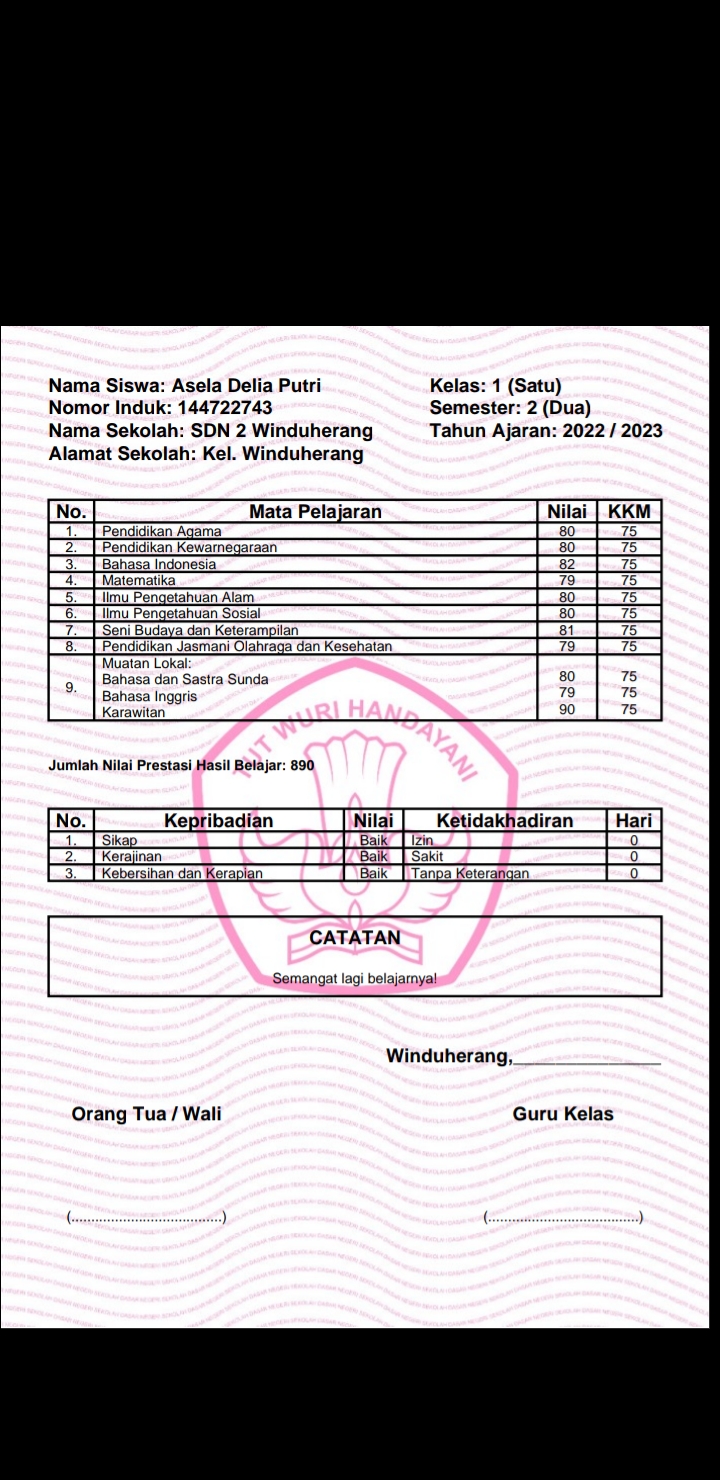 Nama Siswa: Asela Delia Putri Kelas: 1 (Satu)
Nomor Induk: 144722743 Semester: 2 (Dua)
Nama Sekolah: SDN 2 Winduherang Tahun Ajaran: 2022 / 2023
Alamat Sekolah: Kel. Winduherang
No. Mata Pelajaran Nilai KKM
1. Pendidikan Agama 80 75
2. Pendidikan Kewarnegaraan 80 75
3. Bahasa Indonesia 82 75
4. Matematika 79 75
5. Ilmu Pengetahuan Alam 80 75
6. Ilmu Pengetahuan Sosial 80 75
7. Seni Budaya dan Keterampilan 81 75
8. Pendidikan Jasmani Olahraga dan Kesehatan 79 75
9. Muatan Lokal:
Bahasa dan Sastra Sunda 80 75
Bahasa Inggris 79 75
Karawitan 90 75
TUT WURI HANDAYANI
Jumlah Nilai Prestasi Hasil Belajar: 890
No. Kepribadian Nilai Ketidakhadiran Hari
1. Sikap Baik Izin 0
2. Kerajinan Baik Sakit 0
3. Kebersihan dan Kerapian Baik Tanpa Keterangan 0
CATATAN
Semangat lagi belajarnya!
Winduherang,________________
Orang Tua / Wali Guru Kelas
(......................................) (......................................)